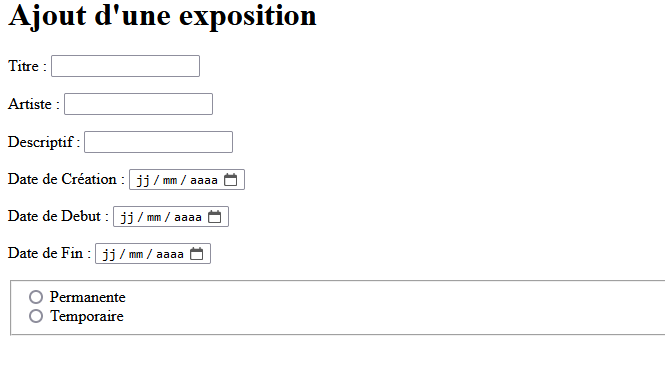 Ajout d'une exposition
Titre :
Artiste :
Descriptif :
Date de Création : jj / mm / aaaa
Date de Debut : jj / mm / aaaa
Date de Fin : jj / mm / aaaa
Permanente
Temporaire